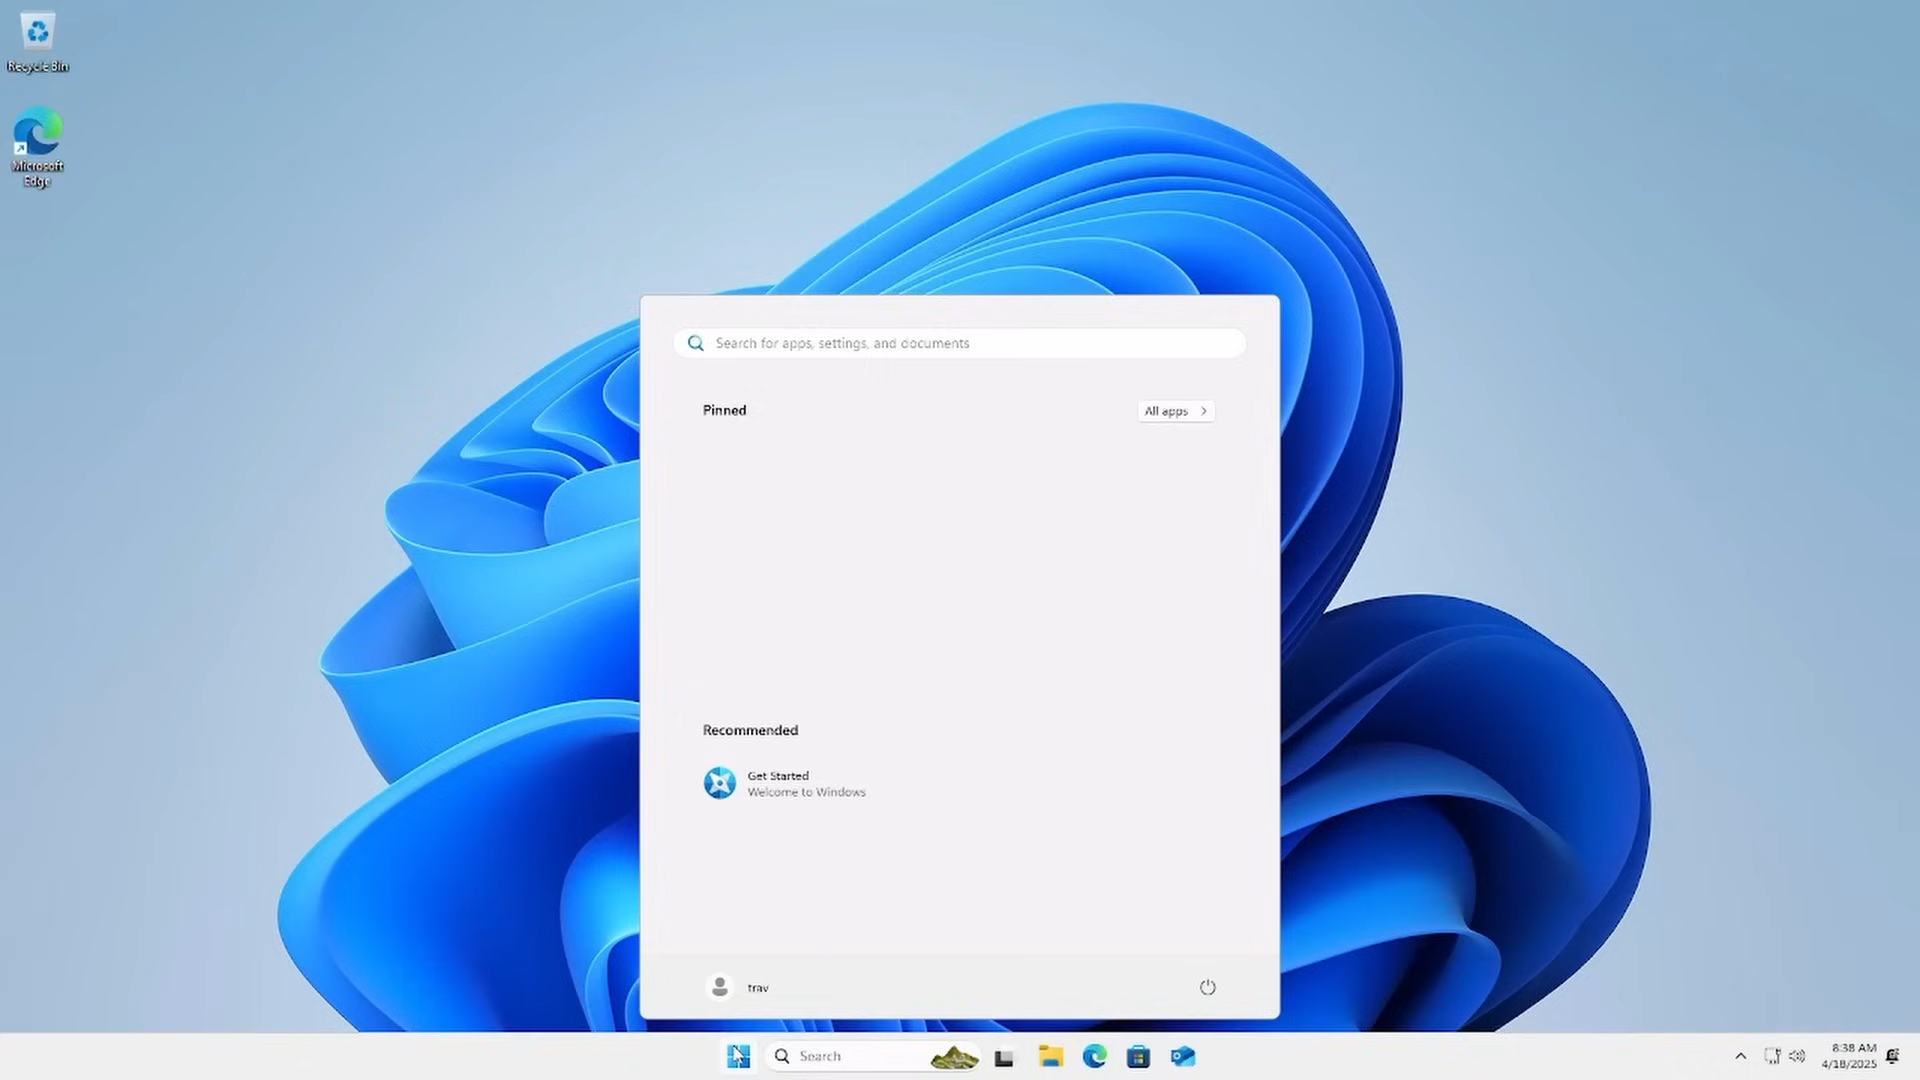 Recycle Bin
Microsoft
Edge
Search for apps, settings, and documents
Pinned
All apps
Recommended
Get Started
Welcome to Windows
trav
Search
8:38 AM
4/18/2025